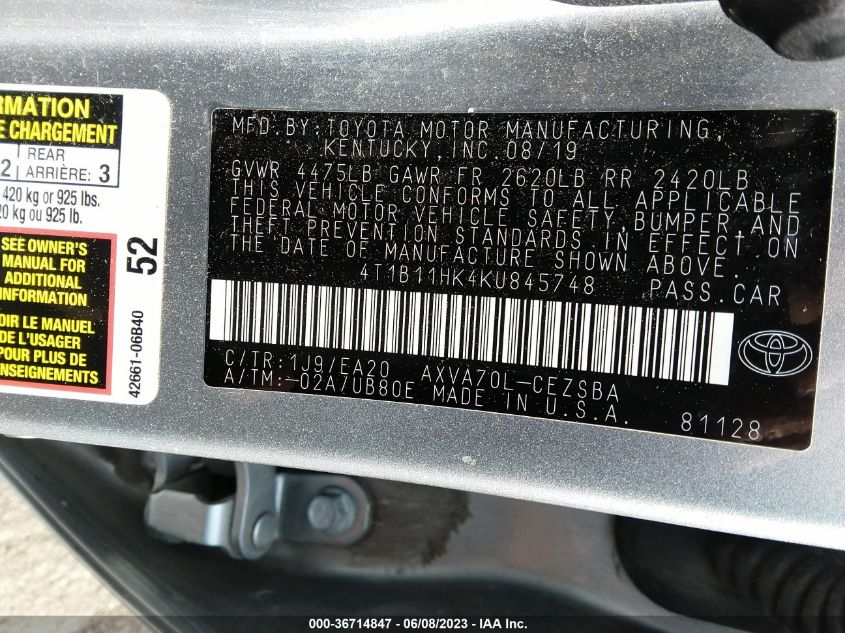 RMATION
E CHARGEMENT
2 REAR ARRIÈRE: 3
420 kg or 925 lbs.
20 kg ou 925 lb.
SEE OWNER'S
MANUAL FOR
ADDITIONAL
INFORMATION
OIR LE MANUEL
DE L'USAGER
POUR PLUS DE
ENSEIGNEMENTS
52
42661-06B40
MFD.BY:TOYOTA MOTOR MANUFACTURING,
KENTUCKY,INC.08/19
GVWR 4475LB GAWR FR 2620LB RR 2420LB
THIS VEHICLE CONFORMS TO ALL APPLICABLE
FEDERAL MOTOR VEHICLE SAFETY,BUMPER,AND
THEFT PREVENTION STANDARDS IN EFFECT ON
THE DATE OF MANUFACTURE SHOWN ABOVE.
4T1B11HK4KU845748 PASS.CAR
C/TR:1J9/EA20 AXVA70L-CEZSBA
A/TM:-02A/UB80E MADE IN U.S.A.
81128
000-36714847 - 06/08/2023 - IAA Inc.